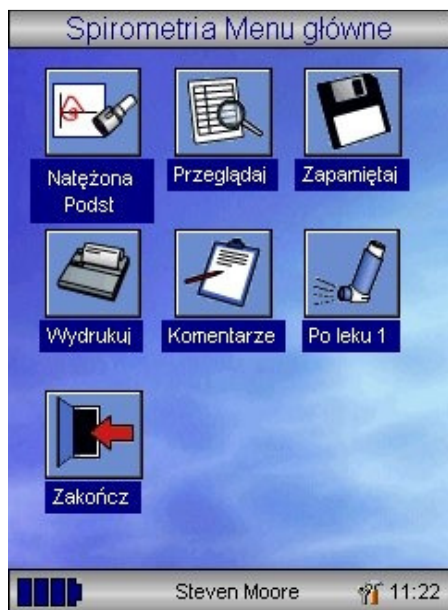 Spirometria Menu główne
Natężona
Podst
Przeglądaj
Zapamiętaj
Wydrukuj
Komentarze
Po leku 1
Zakończ
Steven Moore
11:22